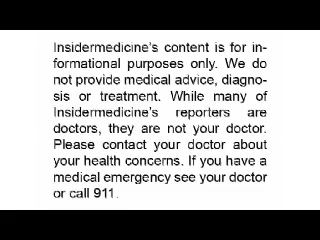 Insidermedicine's content is for in-
formational purposes only. We do
not provide medical advice, diagno-
sis or treatment. While many of
Insidermedicine's reporters are
doctors, they are not your doctor.
Please contact your doctor about
your health concerns. If you have a
medical emergency see your doctor
or call 911.